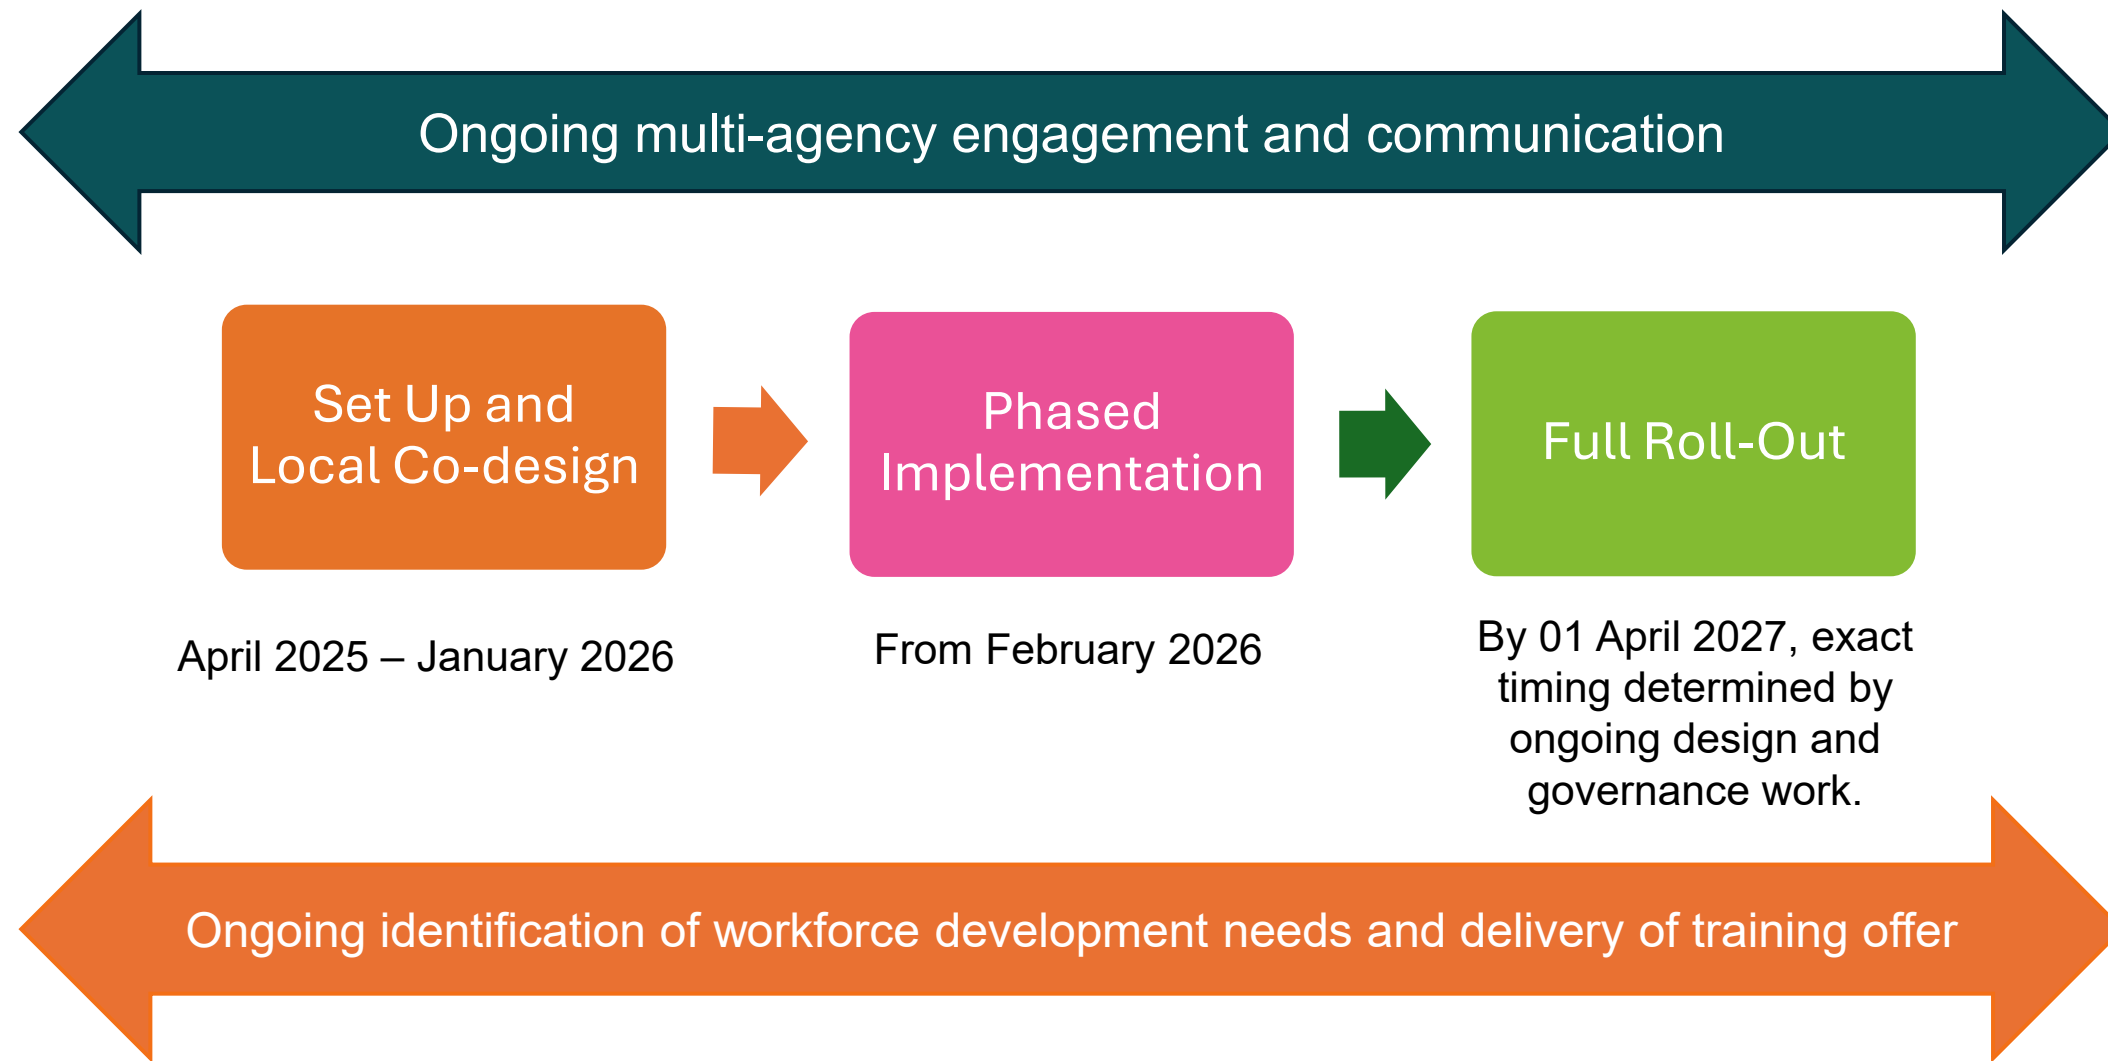 Ongoing multi-agency engagement and communication
Set Up and
Local Co-design
Phased
Implementation
Full Roll-Out
April 2025 – January 2026
From February 2026
By 01 April 2027, exact
timing determined by
ongoing design and
governance work.
Ongoing identification of workforce development needs and delivery of training offer